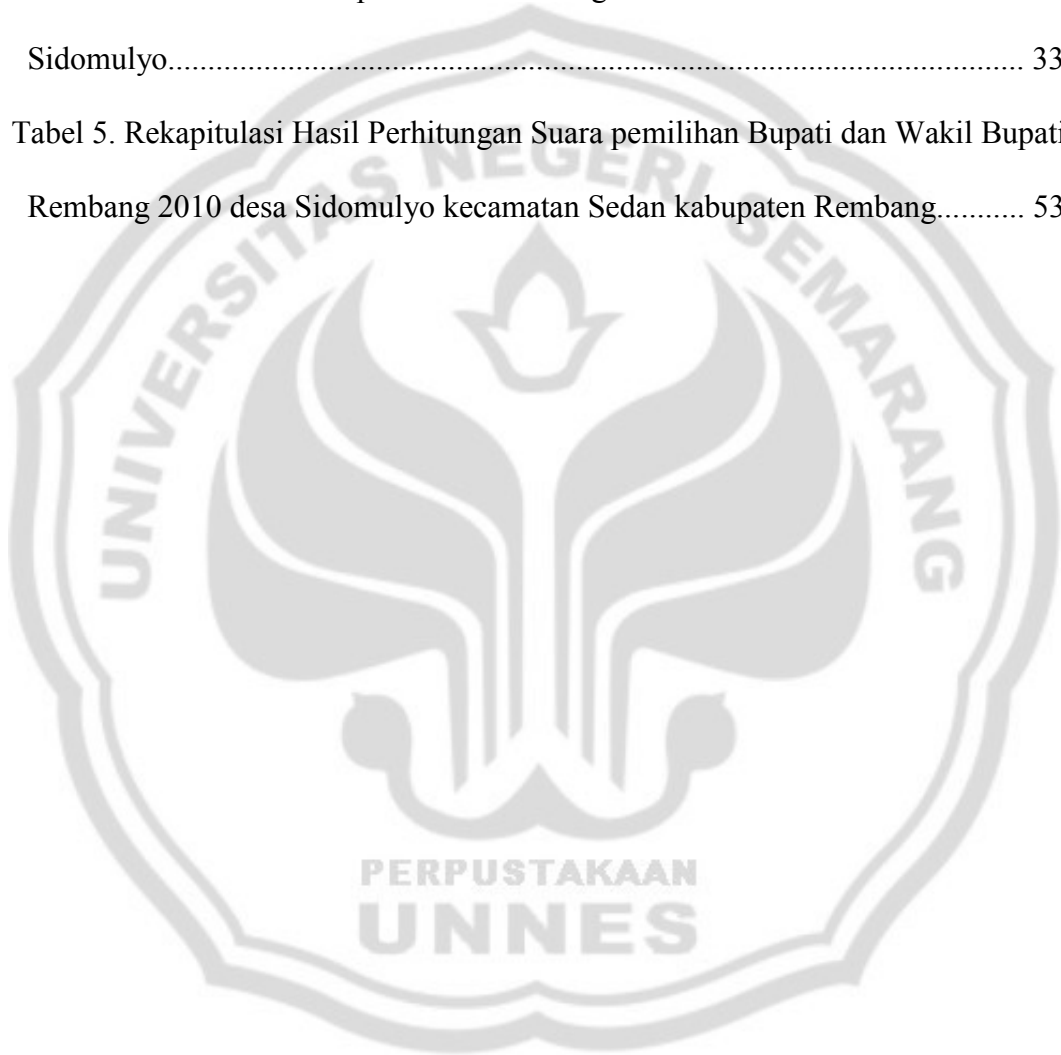 Sidomulyo......................................................................................... 33
Tabel 5. Rekapitulasi Hasil Perhitungan Suara pemilihan Bupati dan Wakil Bupati
Rembang 2010 desa Sidomulyo kecamatan Sedan kabupaten Rembang........... 53
UNIVERSITAS NEGERI SEMARANG
PERPUSTAKAAN
UNNES